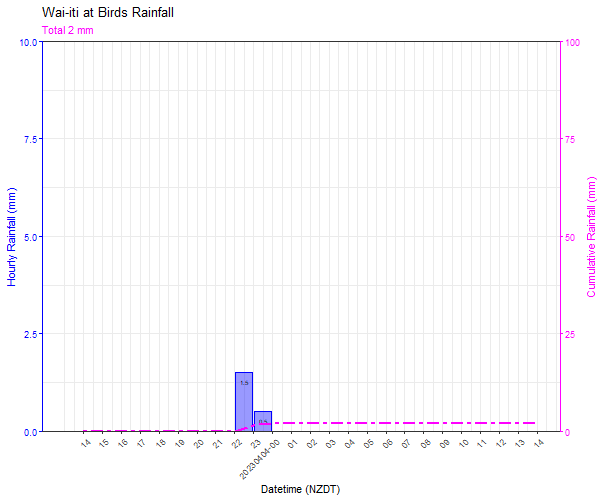 Wai-iti at Birds Rainfall
Total 2 mm
10.0
7.5
5.0
2.5
0.0
Hourly Rainfall (mm)
1.5
0.5
100
75
50
25
0
Cumulative Rainfall (mm)
14 15 16 17 18 19 20 21 22 23 20230404-00 01 02 03 04 05 06 07 08 09 10 11 12 13 14
Datetime (NZDT)